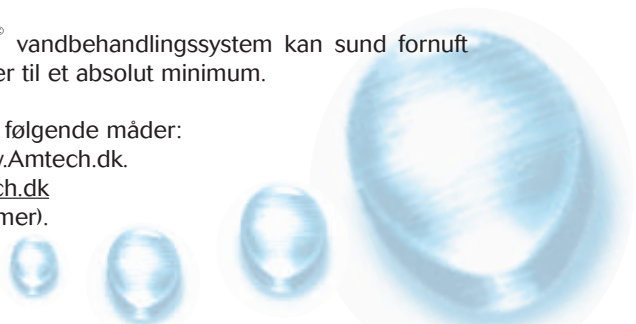 © vandbehandlingssystem kan sund fornuft
er til et absolut minimum.
følgende måder:
w.Amtech.dk.
ch.dk
mer).